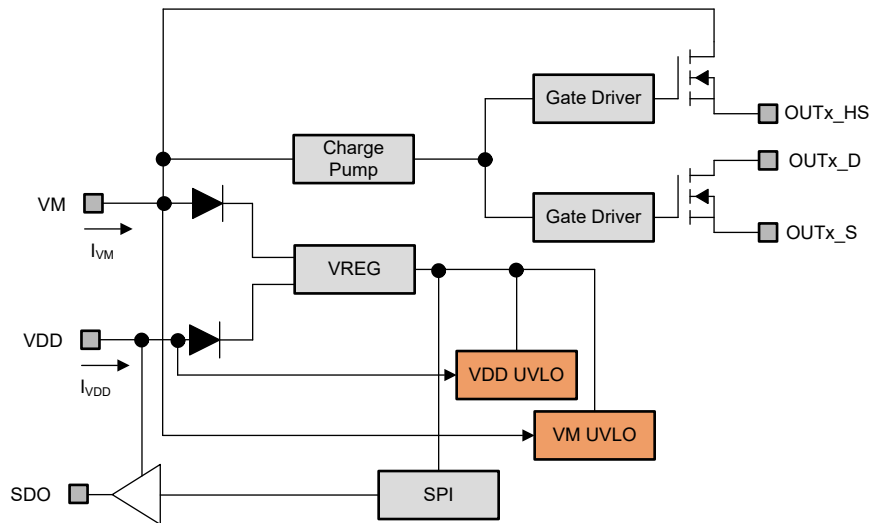 Gate Driver
OUTx_HS
Charge
Pump
OUTx_D
VM
Gate Driver
OUTx_S
IVM
VREG
VDD
VDD UVLO
IVDD
VM UVLO
SDO
SPI